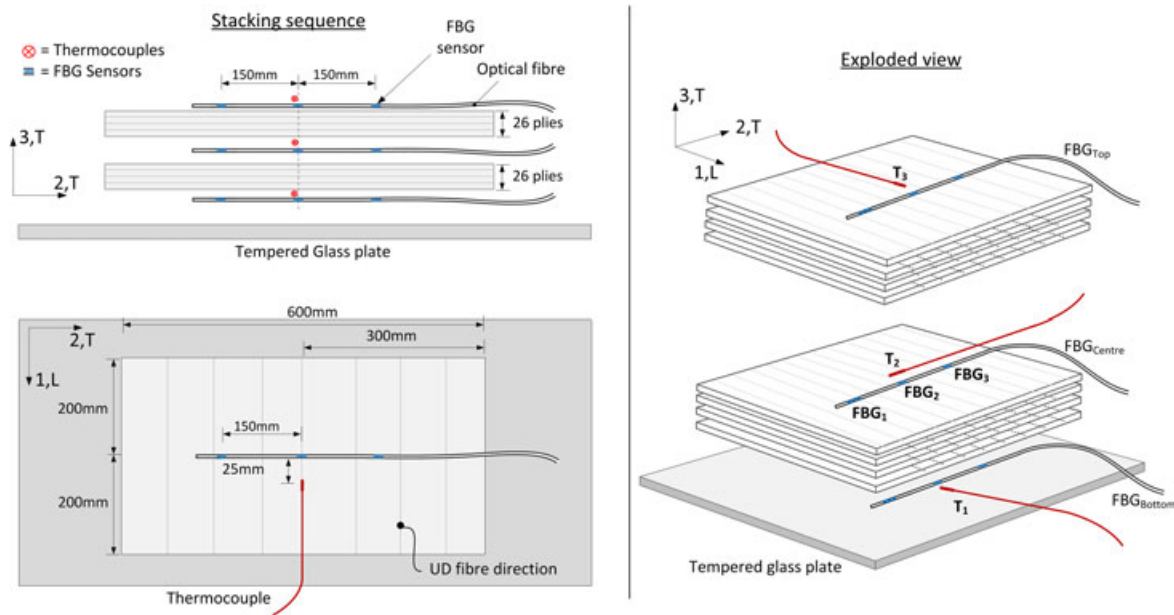 Stacking sequence
= Thermocouples
= FBG Sensors
FBG
sensor
Optical fibre
150mm
150mm
26 plies
26 plies
3,T
2,T
Tempered Glass plate
600mm
300mm
2,T
1,L
200mm
200mm
150mm
25mm
UD fibre direction
Thermocouple
Exploded view
3,T
2,T
1,L
T3
FBGTop
T2
FBGCentre
FBG1
FBG2
FBG3
T1
FBGBottom
Tempered glass plate